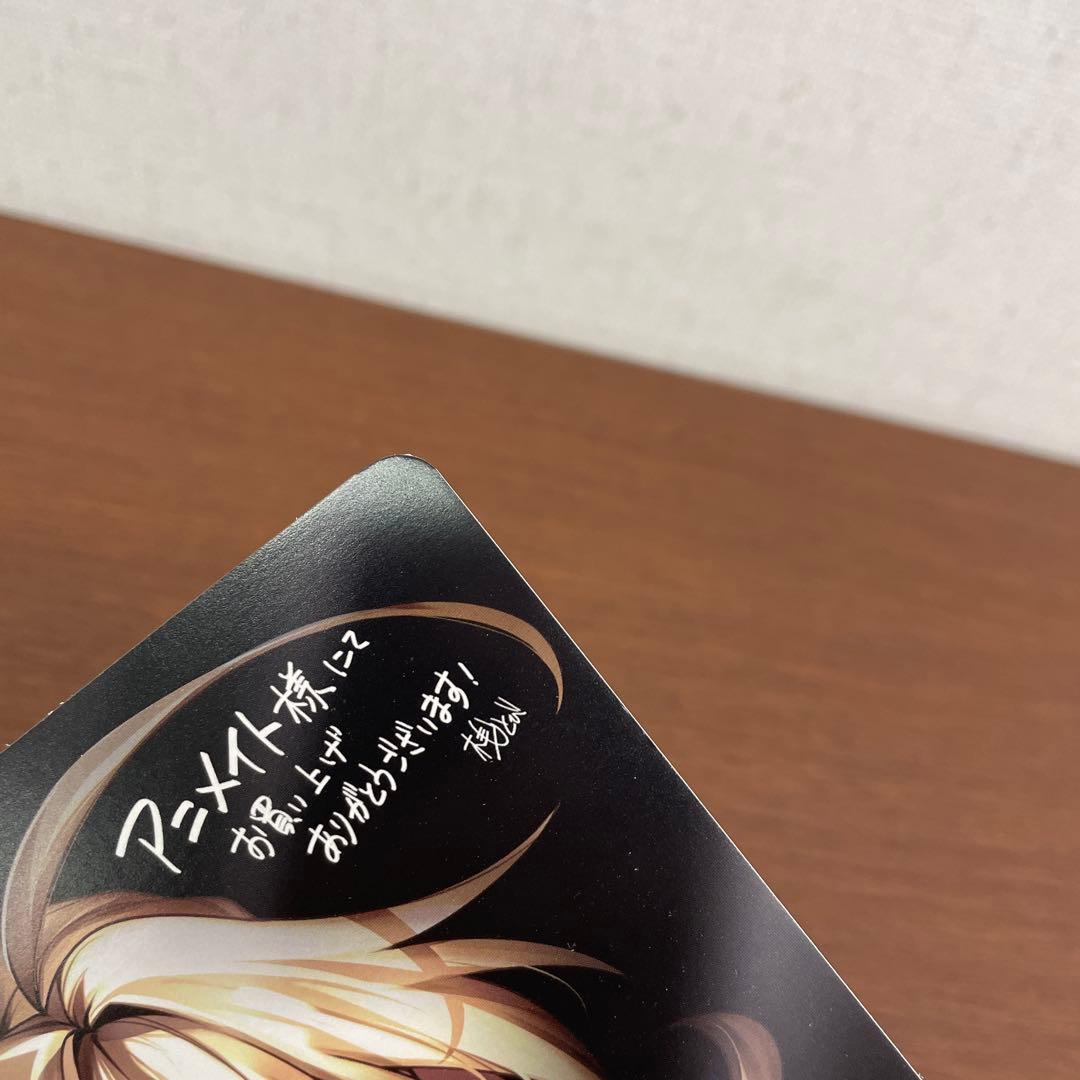 アニメイト様にて
お買い上げ
ありがとうございます!